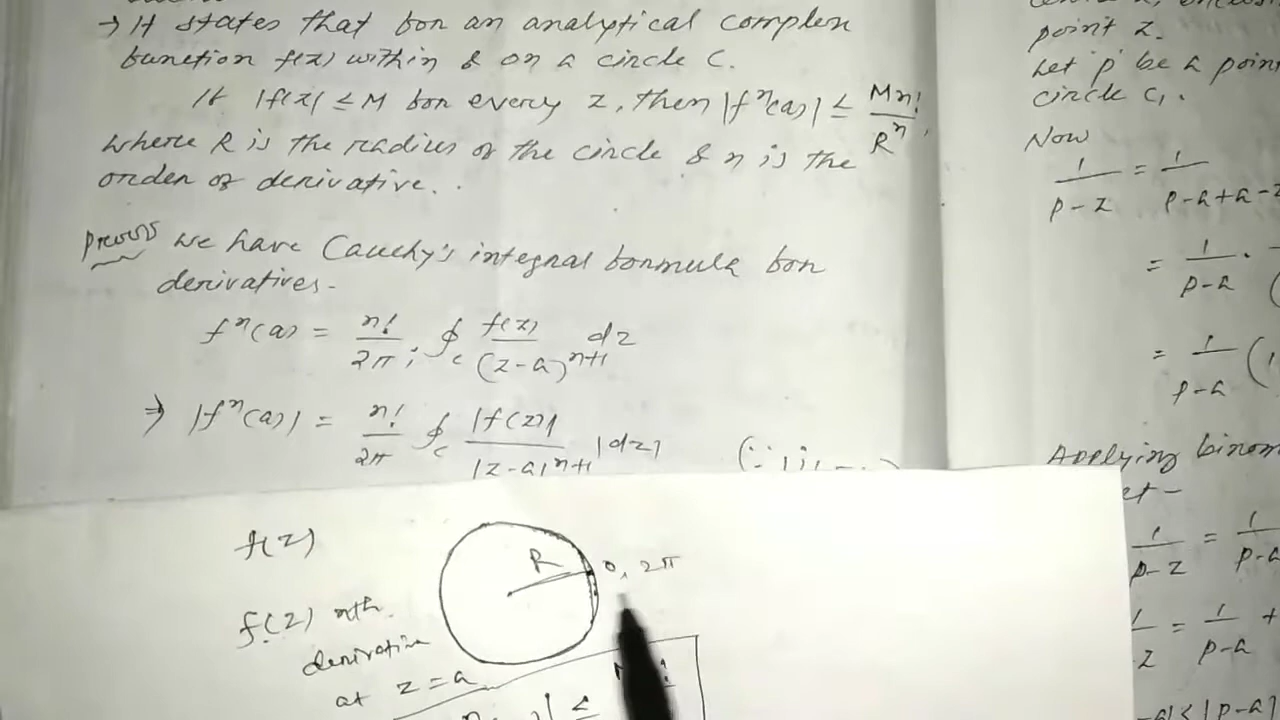 → It states that for an analytical complex
function f(z) within & on a circle C.
If |f(z)| ≤ M for every z, then |fⁿ(a)| ≤ Mn!/Rⁿ,
where R is the radius of the circle & n is the
order of derivative.
We have Cauchy's integral formula for
derivatives-
fⁿ(a) = n!/2πi ∮c f(z)/(z-a)ⁿ⁺¹ dz
⇒ |fⁿ(a)| = n!/2π ∮c |f(z)|/|z-a|ⁿ⁺¹ |dz| (∵ |i|
f(z)
R
0, 2π
f(z) nth
derivative
at z = a
≤
point z.
Let p be a point
circle C₁.
Now
1/p-z = 1/p-a+a-z
= 1/p-a ·
= 1/p-a (1
Applying binom
et-
1/p-z = 1/p-a
1/z = 1/p-a +
-a| < |p-a|